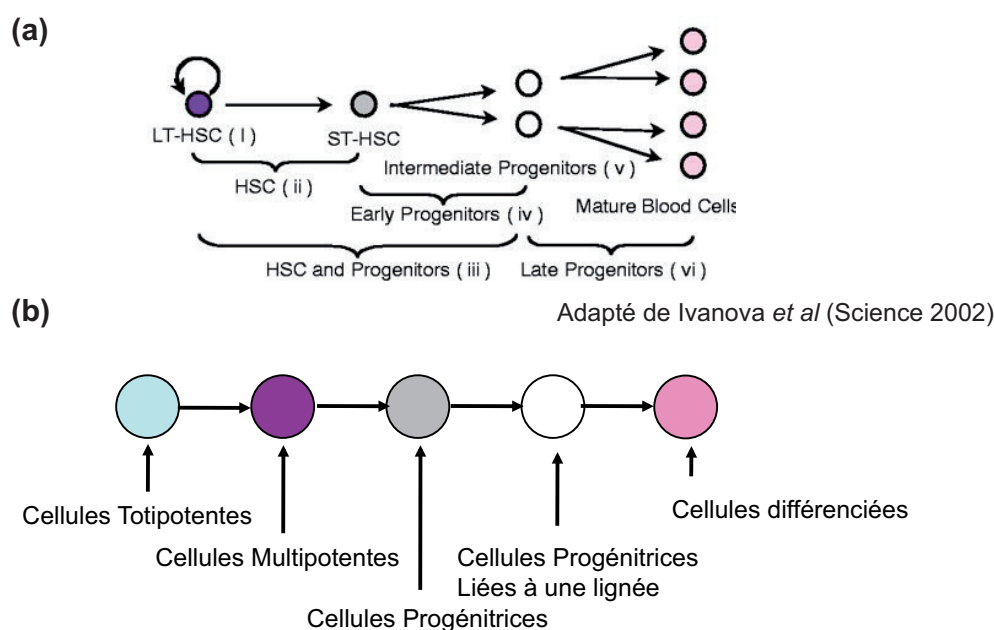 (a)
LT-HSC ( I )
ST-HSC
HSC ( ii )
Intermediate Progenitors ( v )
Early Progenitors ( iv )
Mature Blood Cells
HSC and Progenitors ( iii )
Late Progenitors ( vi )
(b)
Adapté de Ivanova et al (Science 2002)
Cellules Totipotentes
Cellules différenciées
Cellules Multipotentes
Cellules Progénitrices
Liées à une lignée
Cellules Progénitrices